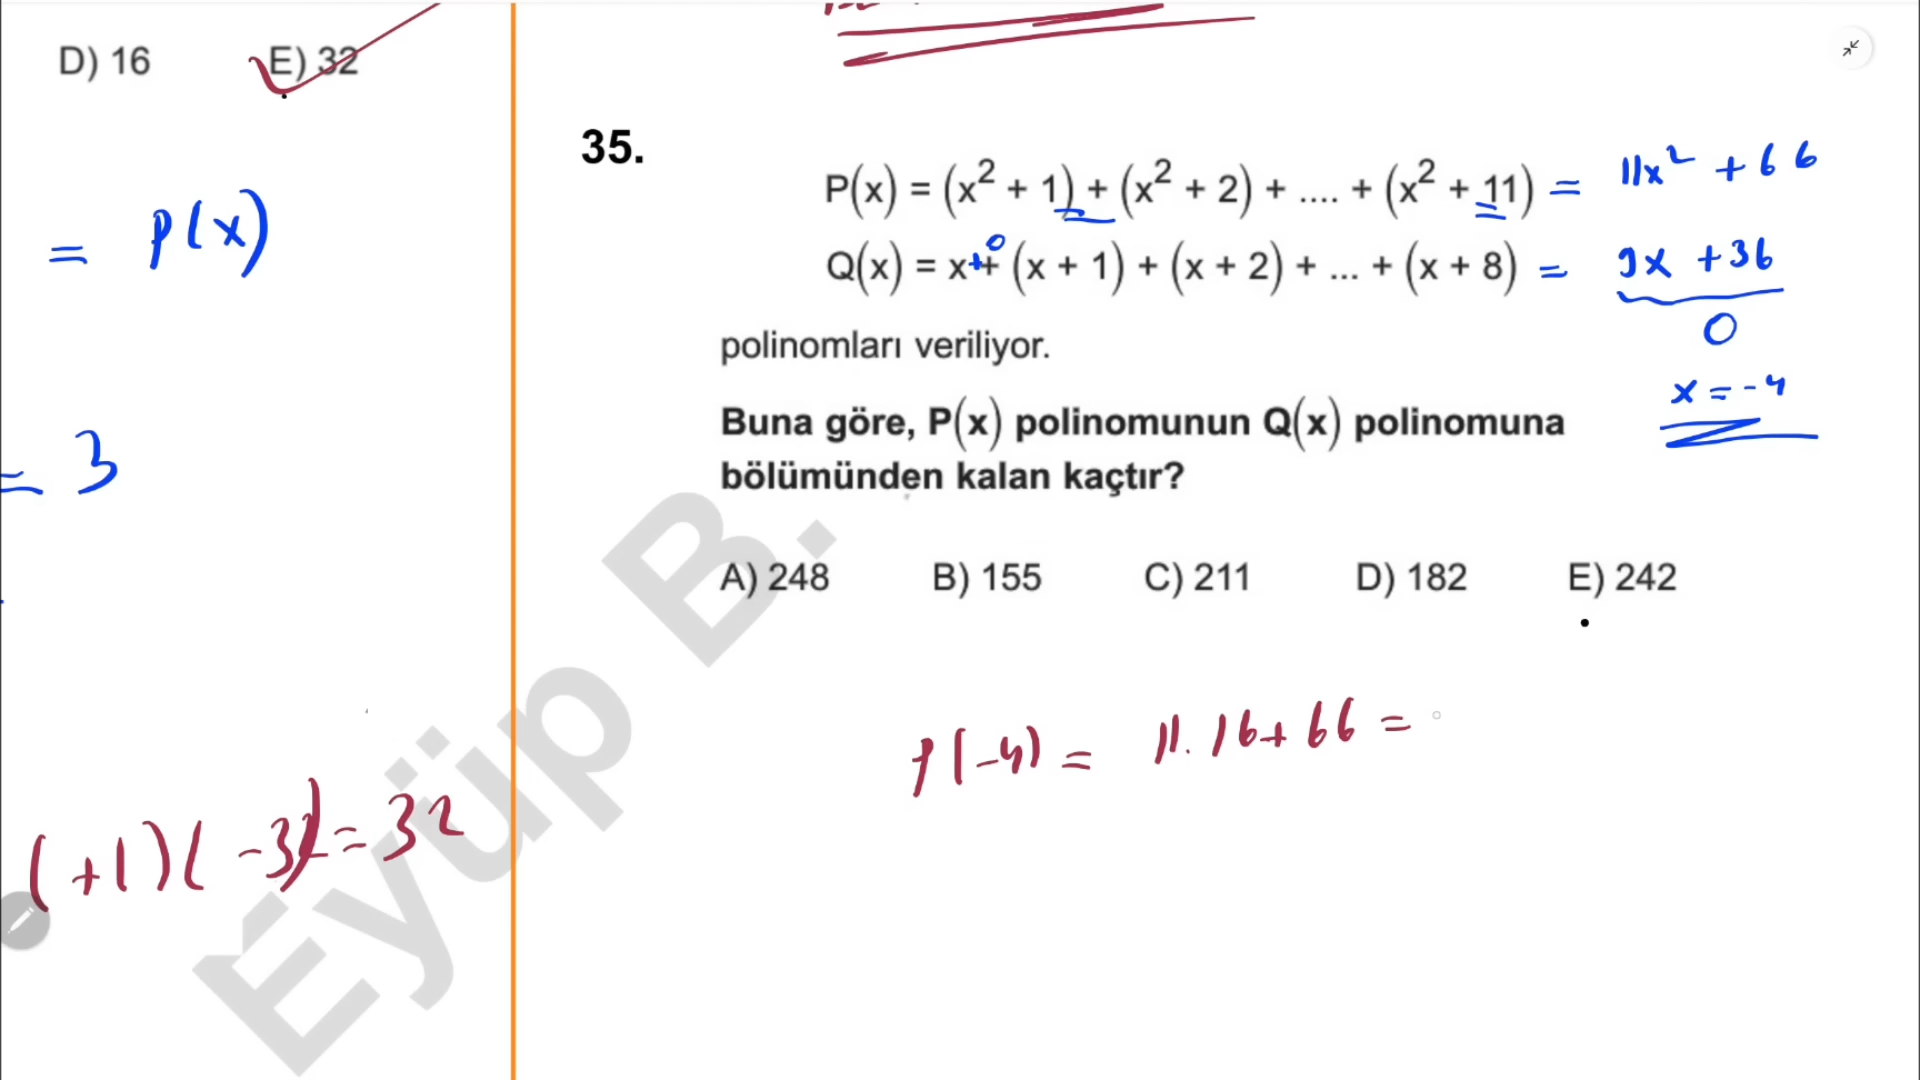 D) 16 E) 32
= P(x)
= 3
(+1)(-32)=32
35.
P(x) = (x² + 1) + (x² + 2) + .... + (x² + 11) = 11x² + 66
Q(x) = x + 0 + (x + 1) + (x + 2) + ... + (x + 8) = 9x + 36
0
x = -4
polinomları veriliyor.
Buna göre, P(x) polinomunun Q(x) polinomuna
bölümünden kalan kaçtır?
A) 248 B) 155 C) 211 D) 182 E) 242
P(-4) = 11.16+66 =
Eyüp B.